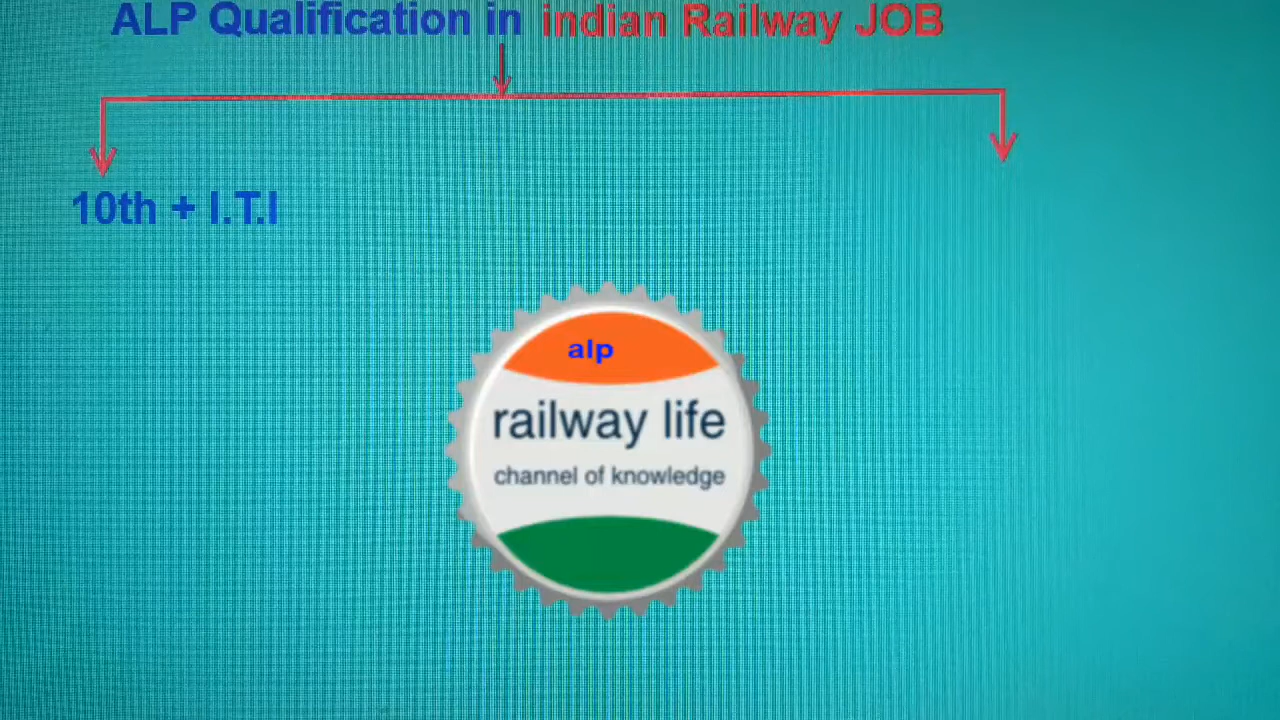 ALP Qualification in indian Railway JOB
10th + I.T.I
alp
railway life
channel of knowledge